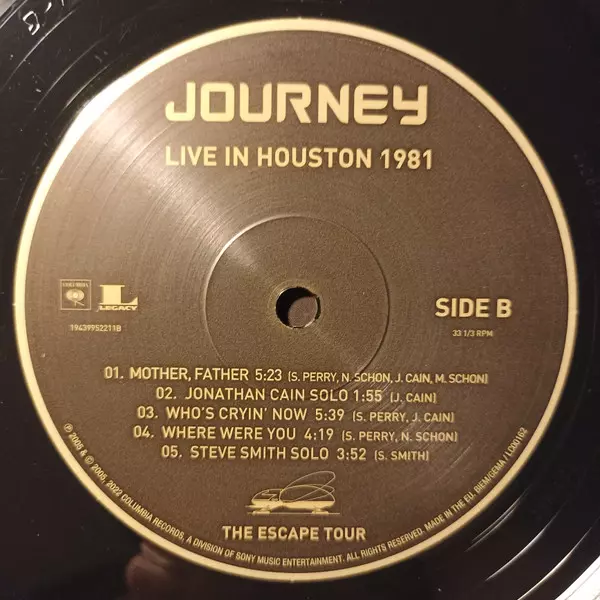 JOURNEY
LIVE IN HOUSTON 1981
COLUMBIA
L
LEGACY
19439952211B
SIDE B
33 1/3 RPM
01. MOTHER, FATHER 5:23 (S. PERRY, N. SCHON, J. CAIN, M. SCHON)
02. JONATHAN CAIN SOLO 1:55 (J. CAIN)
03. WHO'S CRYIN' NOW 5:39 (S. PERRY, J. CAIN)
04. WHERE WERE YOU 4:19 (S. PERRY, N. SCHON)
05. STEVE SMITH SOLO 3:52 (S. SMITH)
THE ESCAPE TOUR
℗ 2005 & © 2005, 2022 COLUMBIA RECORDS, A DIVISION OF SONY MUSIC ENTERTAINMENT. ALL RIGHTS RESERVED. MADE IN THE EU. BIEM/GEMA / LC00162